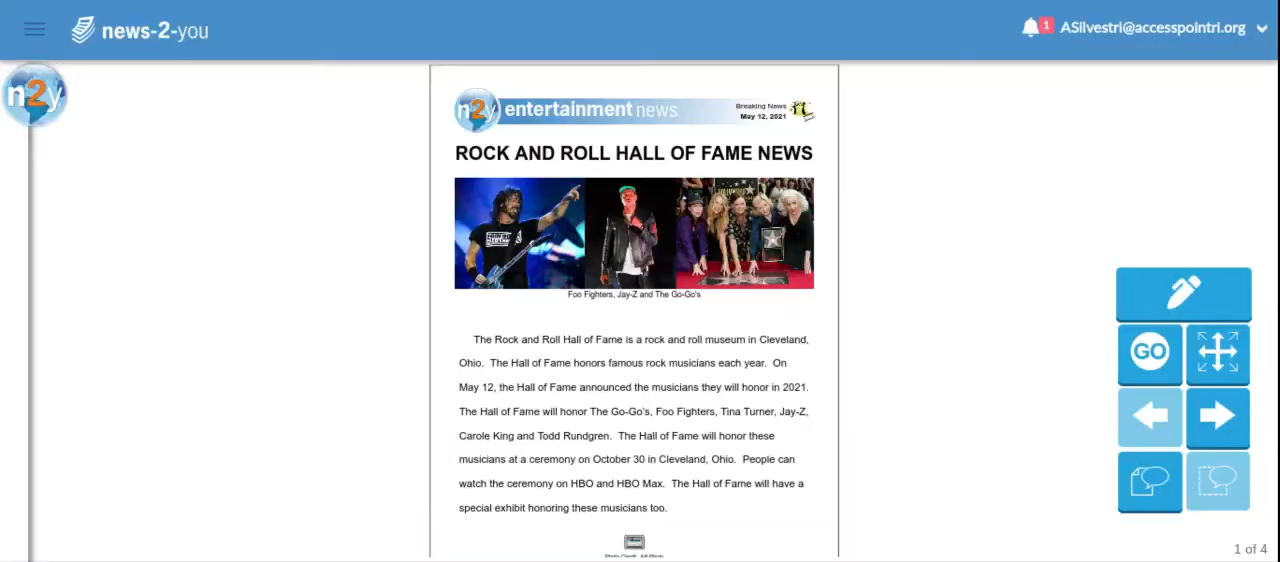 news-2-you
1
ASilvestri@accesspointri.org
n2y
n2y entertainment news
Breaking News
May 12, 2021
ROCK AND ROLL HALL OF FAME NEWS
Foo Fighters, Jay-Z and The Go-Go's
The Rock and Roll Hall of Fame is a rock and roll museum in Cleveland,
Ohio. The Hall of Fame honors famous rock musicians each year. On
May 12, the Hall of Fame announced the musicians they will honor in 2021.
The Hall of Fame will honor The Go-Go's, Foo Fighters, Tina Turner, Jay-Z,
Carole King and Todd Rundgren. The Hall of Fame will honor these
musicians at a ceremony on October 30 in Cleveland, Ohio. People can
watch the ceremony on HBO and HBO Max. The Hall of Fame will have a
special exhibit honoring these musicians too.
GO
1 of 4